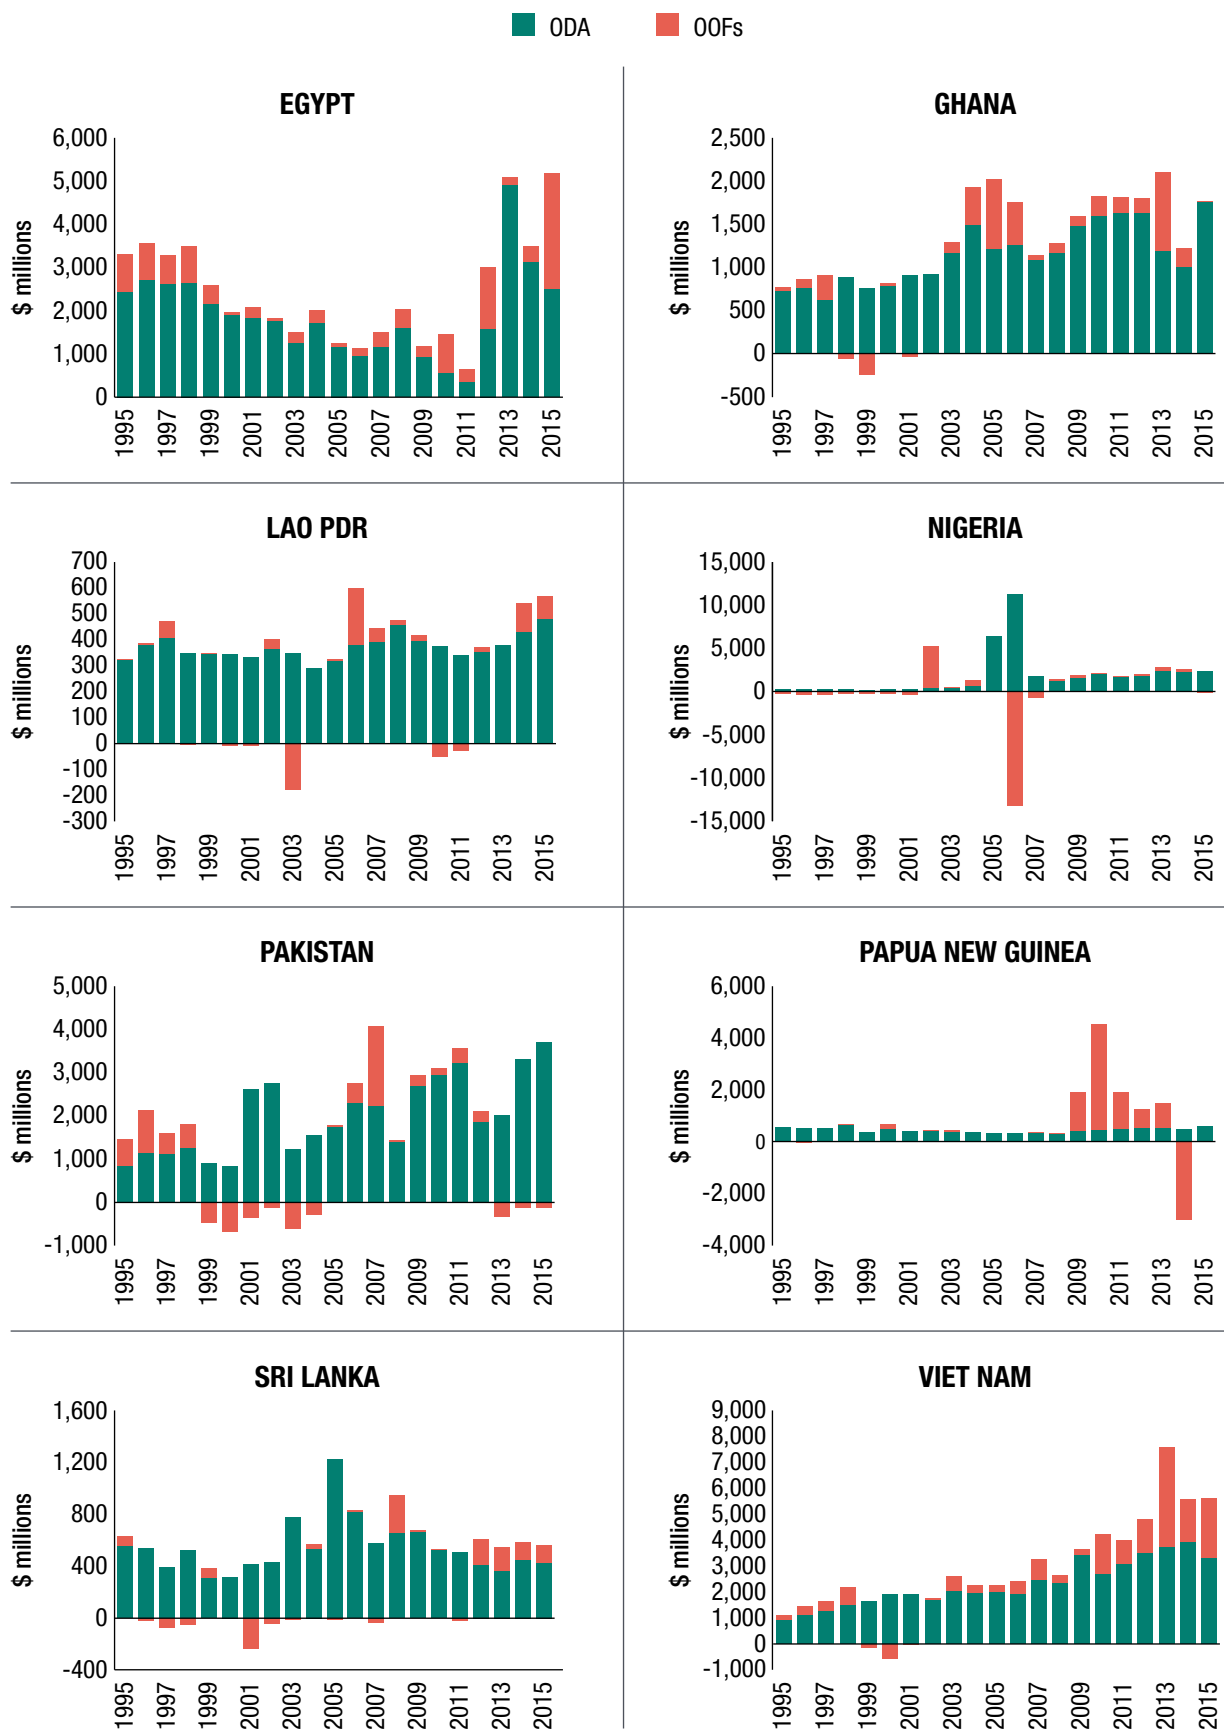 ODA OOFs
EGYPT
$ millions
6,000
5,000
4,000
3,000
2,000
1,000
0
1995 1997 1999 2001 2003 2005 2007 2009 2011 2013 2015
GHANA
$ millions
2,500
2,000
1,500
1,000
500
0
-500
1995 1997 1999 2001 2003 2005 2007 2009 2011 2013 2015
LAO PDR
$ millions
700
600
500
400
300
200
100
0
-100
-200
-300
1995 1997 1999 2001 2003 2005 2007 2009 2011 2013 2015
NIGERIA
$ millions
15,000
10,000
5,000
0
-5,000
-10,000
-15,000
1995 1997 1999 2001 2003 2005 2007 2009 2011 2013 2015
PAKISTAN
$ millions
5,000
4,000
3,000
2,000
1,000
0
-1,000
1995 1997 1999 2001 2003 2005 2007 2009 2011 2013 2015
PAPUA NEW GUINEA
$ millions
6,000
4,000
2,000
0
-2,000
-4,000
1995 1997 1999 2001 2003 2005 2007 2009 2011 2013 2015
SRI LANKA
$ millions
1,600
1,200
800
400
0
-400
1995 1997 1999 2001 2003 2005 2007 2009 2011 2013 2015
VIET NAM
$ millions
9,000
8,000
7,000
6,000
5,000
4,000
3,000
2,000
1,000
0
-1,000
1995 1997 1999 2001 2003 2005 2007 2009 2011 2013 2015